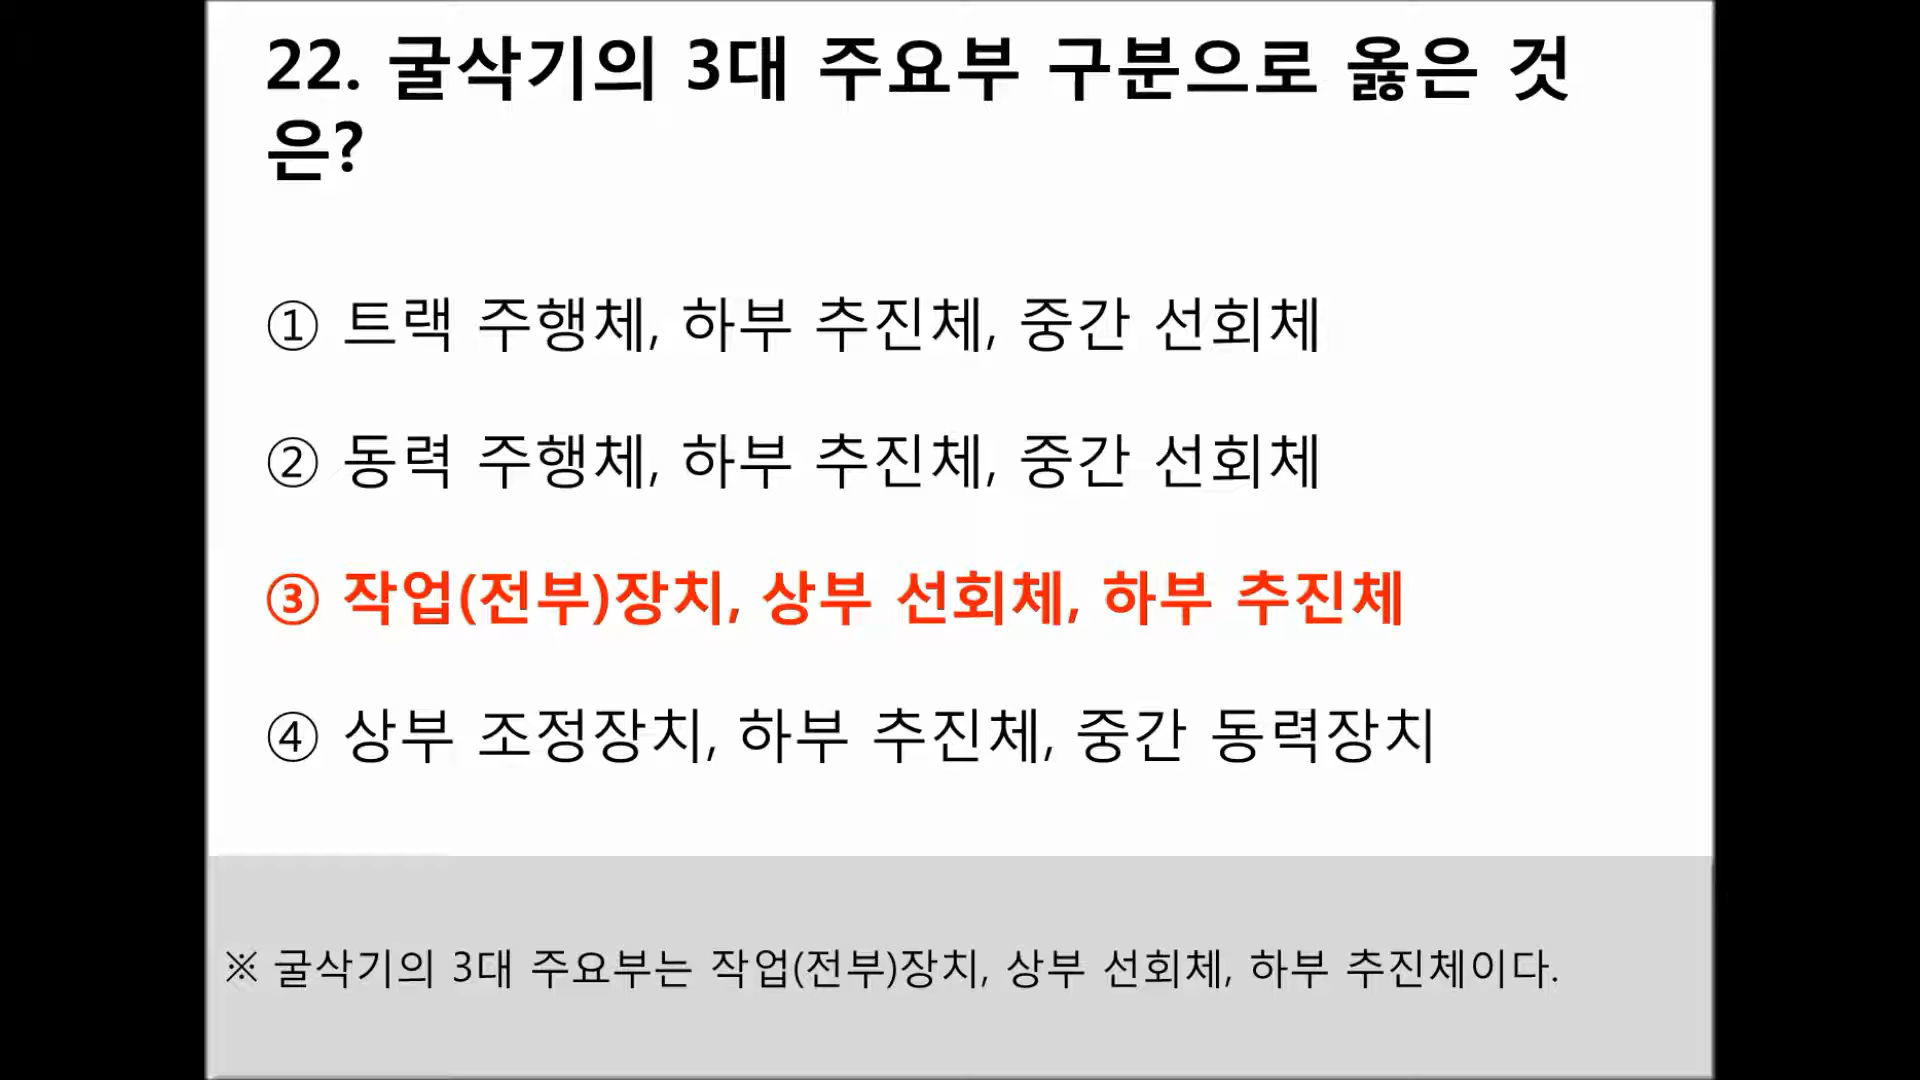 22. 굴삭기의 3대 주요부 구분으로 옳은 것
은?
① 트랙 주행체, 하부 추진체, 중간 선회체
② 동력 주행체, 하부 추진체, 중간 선회체
③ 작업(전부)장치, 상부 선회체, 하부 추진체
④ 상부 조정장치, 하부 추진체, 중간 동력장치
※ 굴삭기의 3대 주요부는 작업(전부)장치, 상부 선회체, 하부 추진체이다.